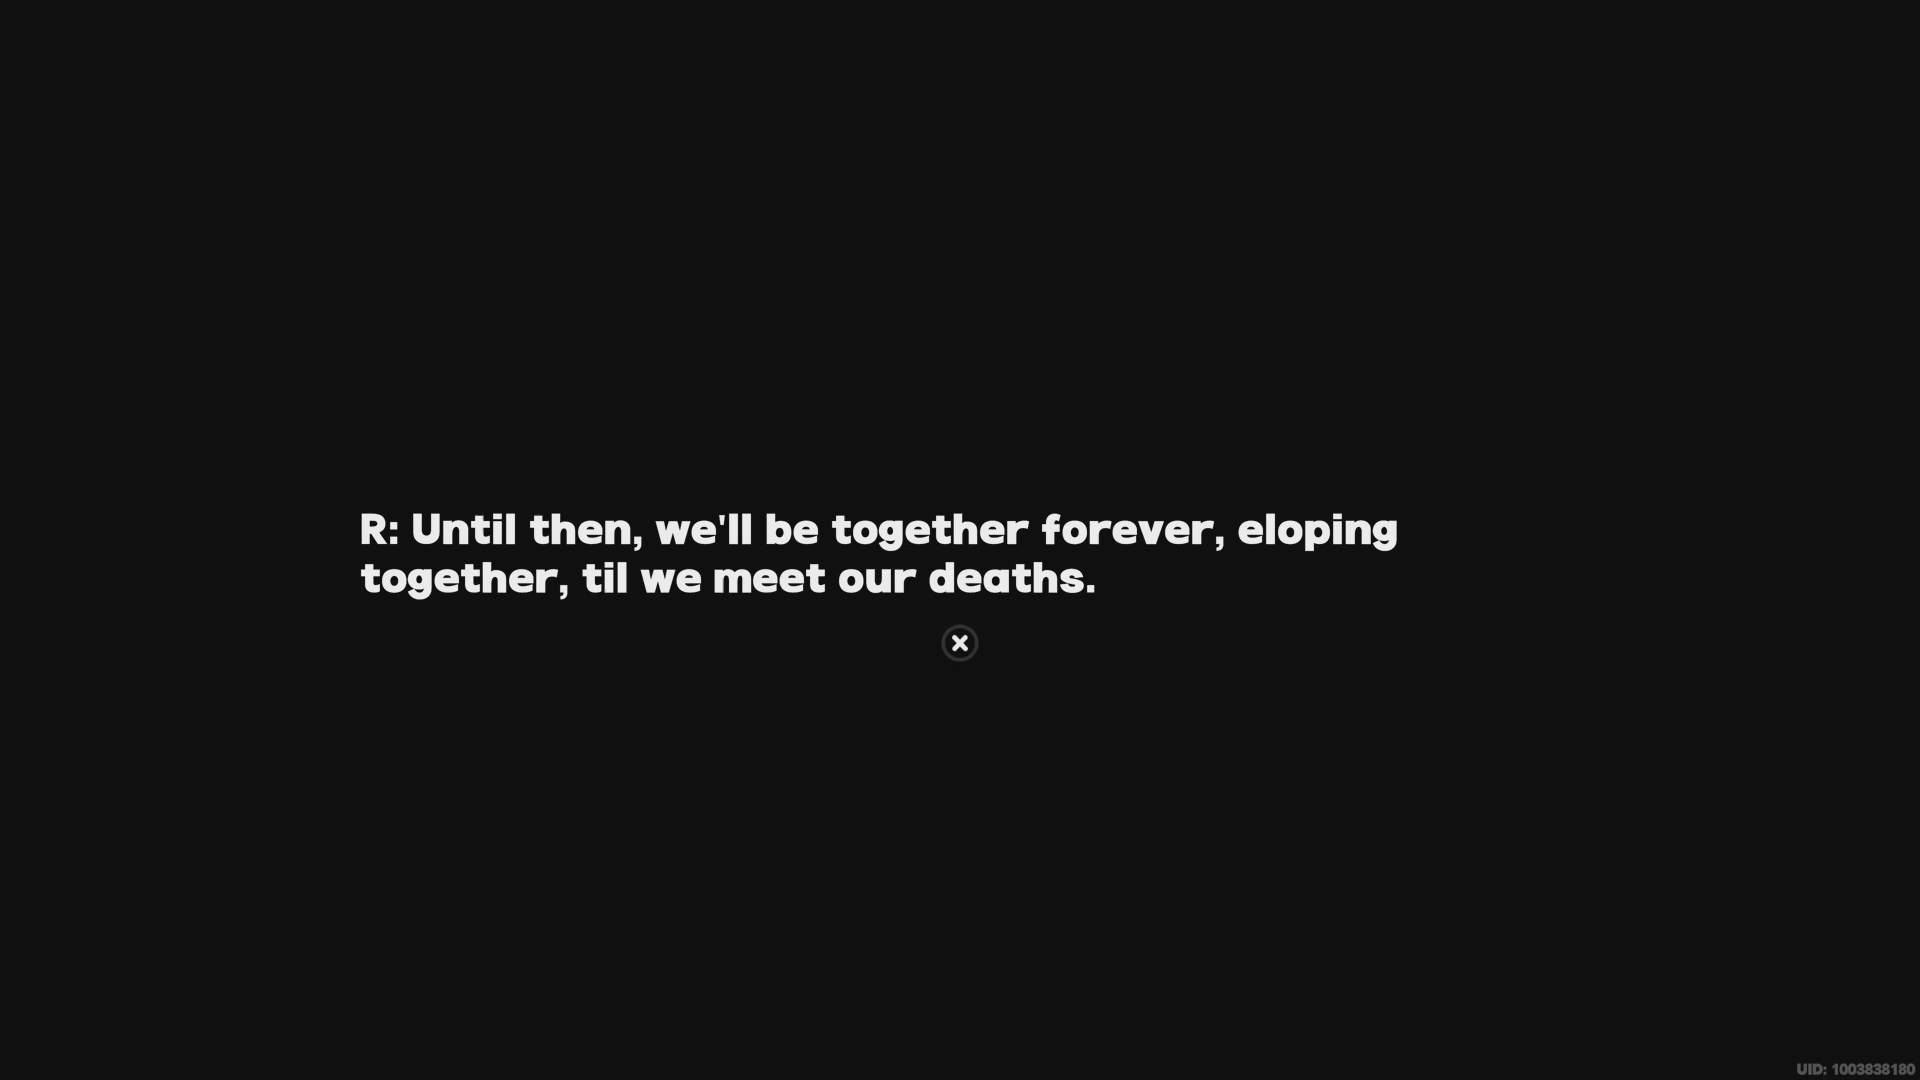 R: Until then, we'll be together forever, eloping
together, til we meet our deaths.
UID: 1003838180